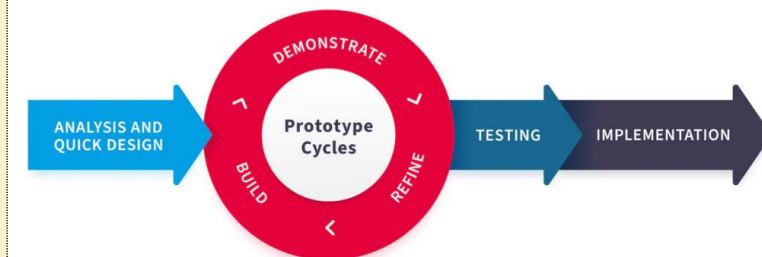 ANALYSIS AND
QUICK DESIGN
DEMONSTRATE
Prototype
Cycles
BUILD
REFINE
TESTING
IMPLEMENTATION